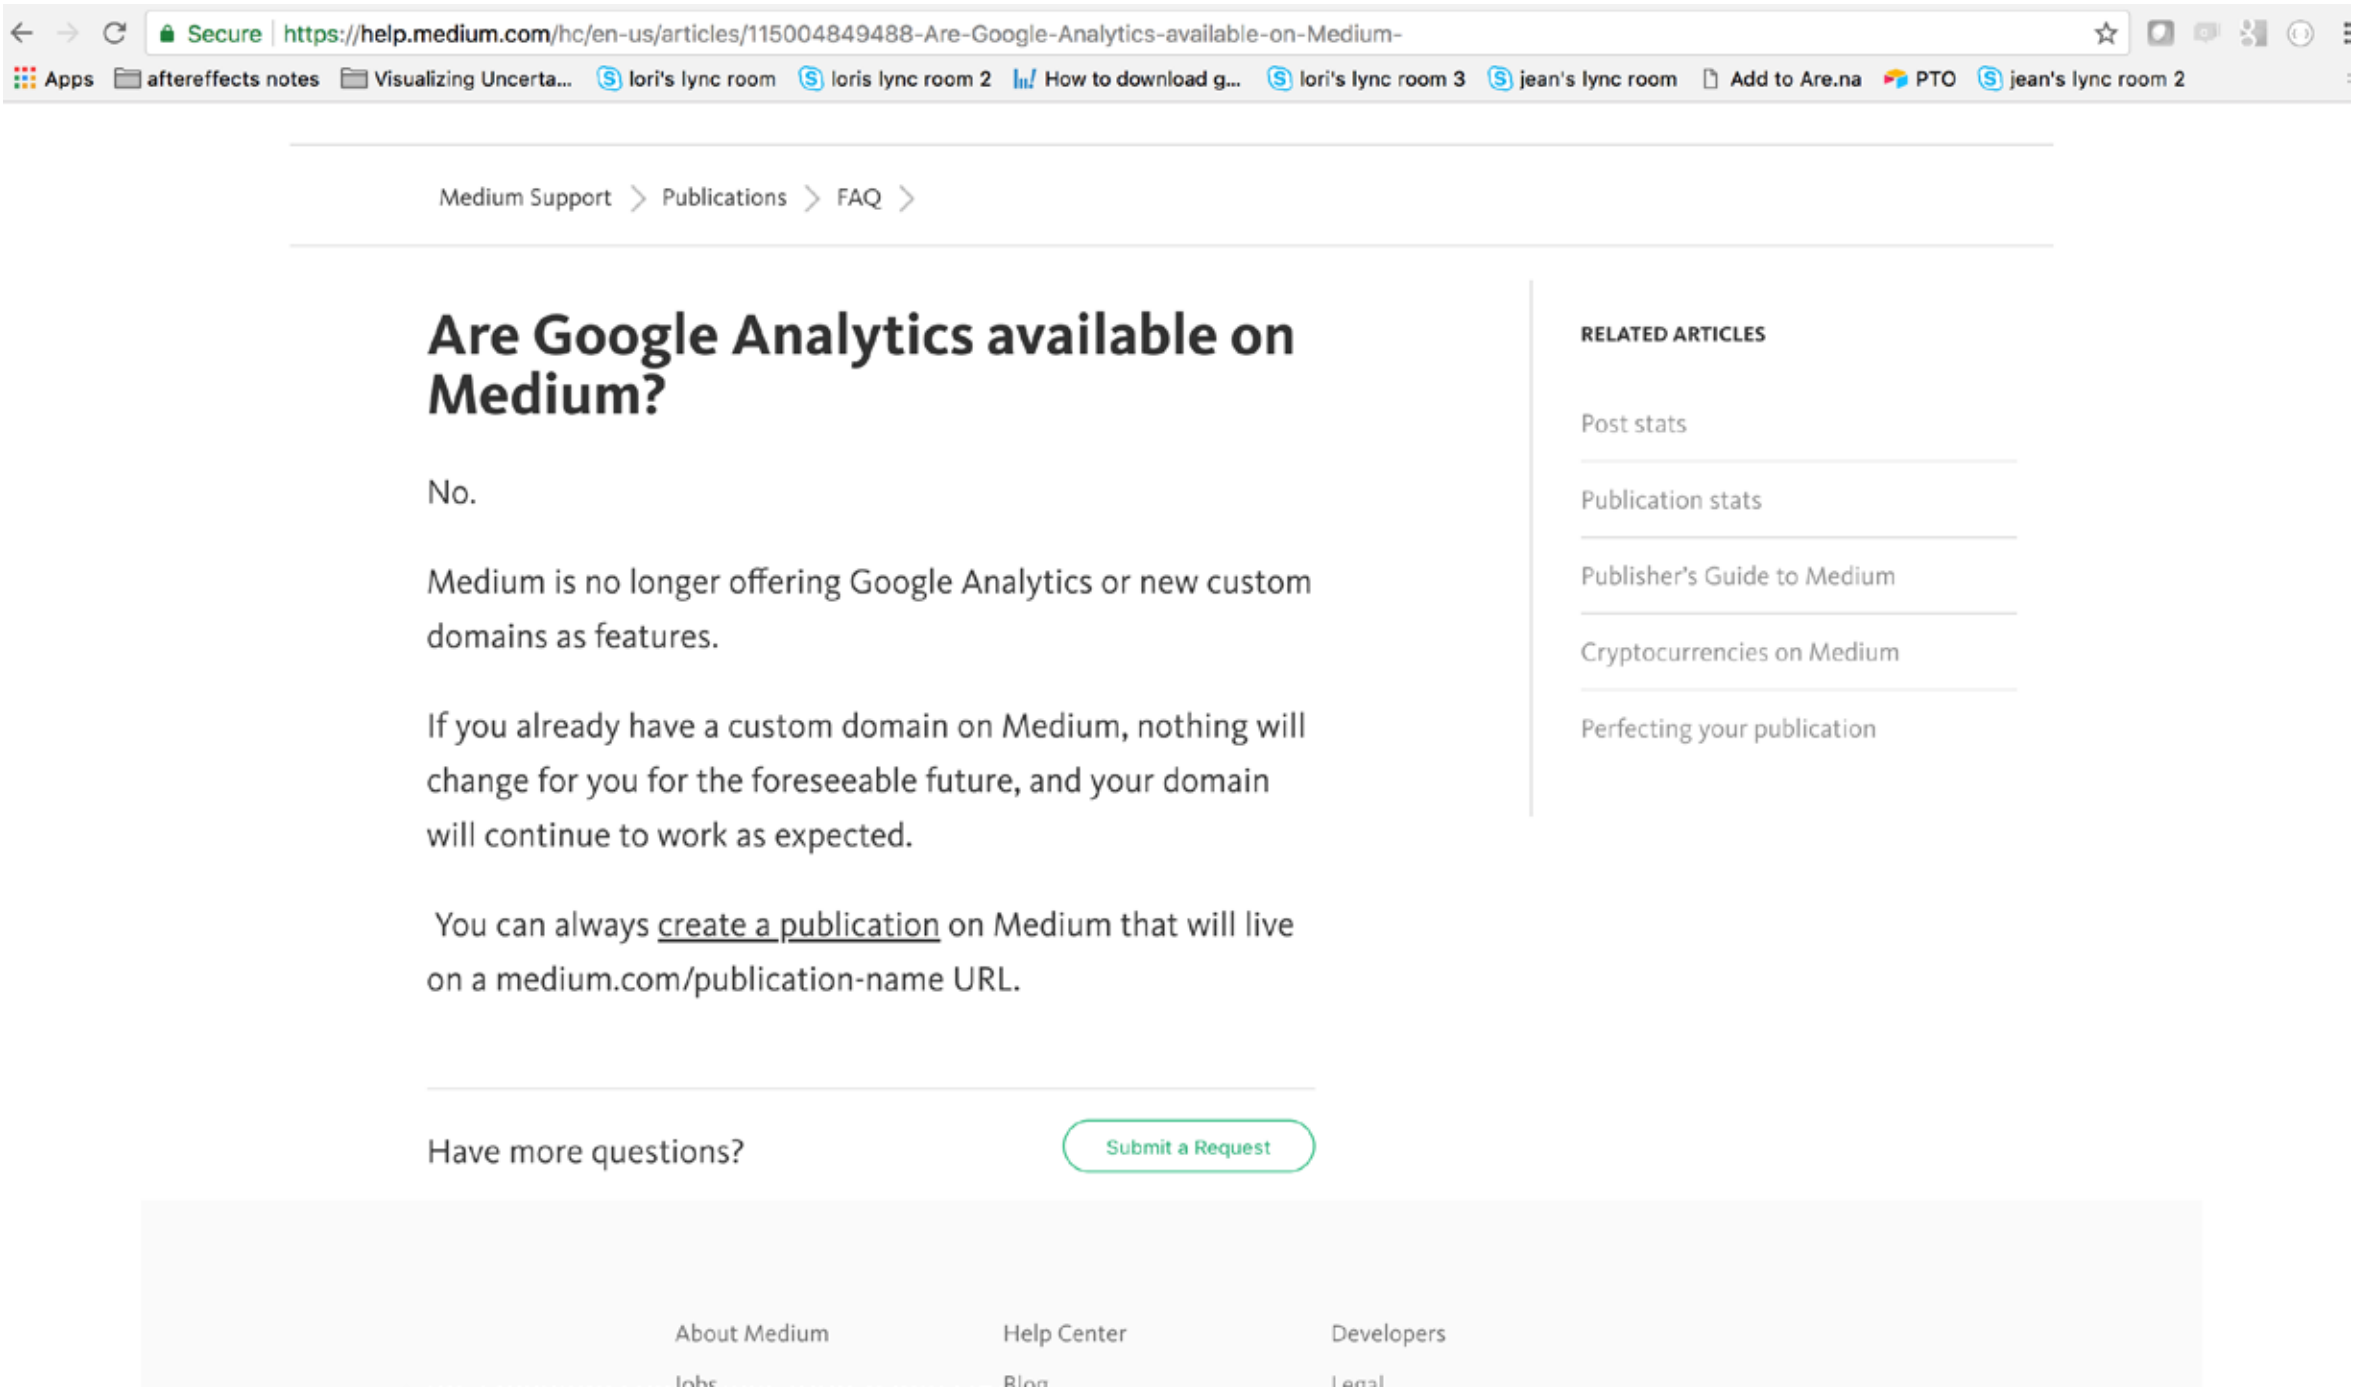 Secure https://help.medium.com/hc/en-us/articles/115004849488-Are-Google-Analytics-available-on-Medium-
Apps aftereffects notes Visualizing Uncerta... lori's lync room loris lync room 2 How to download g... lori's lync room 3 jean's lync room Add to Are.na PTO jean's lync room 2
Medium Support > Publications > FAQ >
Are Google Analytics available on
Medium?
No.
Medium is no longer offering Google Analytics or new custom
domains as features.
If you already have a custom domain on Medium, nothing will
change for you for the foreseeable future, and your domain
will continue to work as expected.
You can always create a publication on Medium that will live
on a medium.com/publication-name URL.
Have more questions?
Submit a Request
RELATED ARTICLES
Post stats
Publication stats
Publisher's Guide to Medium
Cryptocurrencies on Medium
Perfecting your publication
About Medium Help Center Developers
Jobs Blog Legal